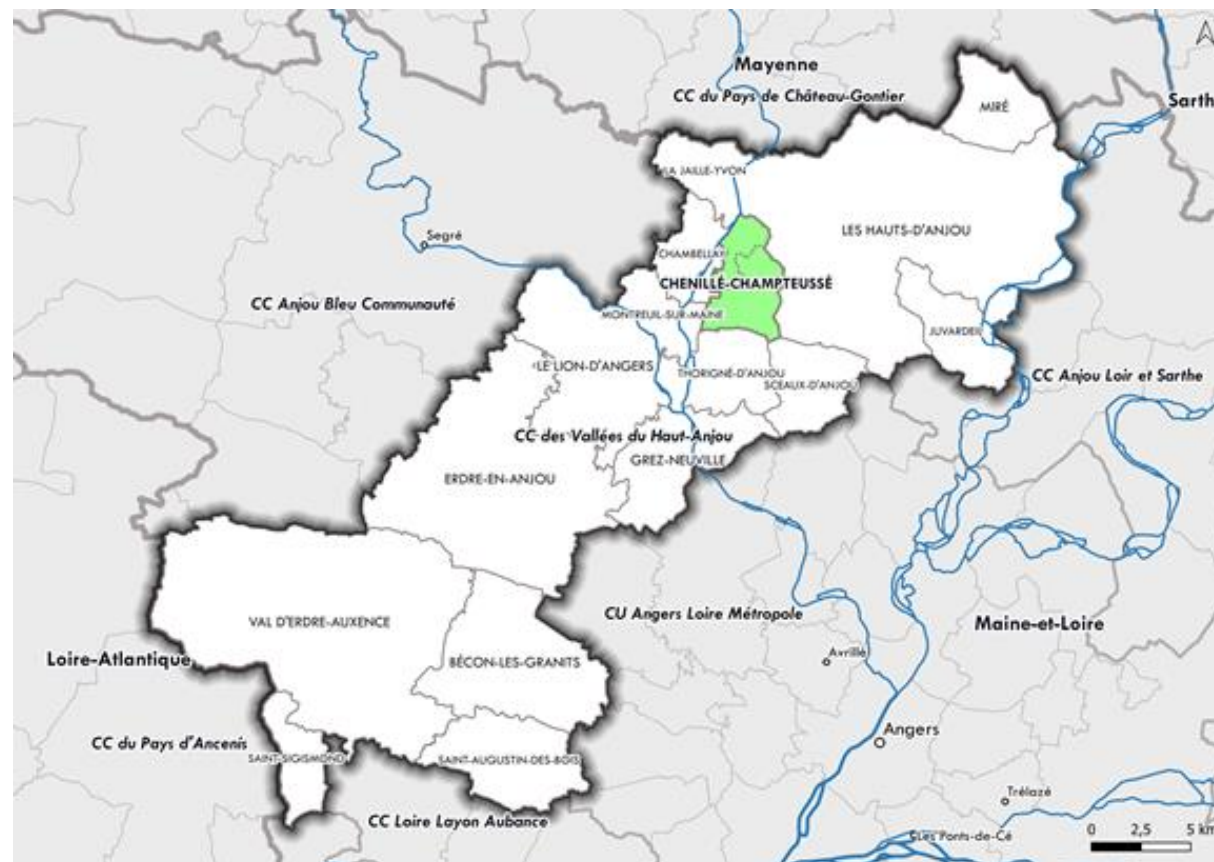 Mayenne
CC du Pays de Château-Gontier
Sarth
MIRÉ
LA JAILLE-YVON
LES HAUTS-D'ANJOU
Segré
CHAMBELLAY
CHENILLÉ-CHAMPTEUSSÉ
CC Anjou Bleu Communauté
MONTREUIL-SUR-MAINE
JUVARDEIL
LE LION-D'ANGERS
THORIGNÉ-D'ANJOU
SCEAUX-D'ANJOU
CC Anjou Loir et Sarthe
CC des Vallées du Haut-Anjou
GREZ-NEUVILLE
ERDRE-EN-ANJOU
CU Angers Loire Métropole
VAL D'ERDRE-AUXENCE
Maine-et-Loire
Loire-Atlantique
BÉCON-LES-GRANITS
Avrillé
CC du Pays d'Ancenis
Angers
SAINT-SIGISMOND
SAINT-AUGUSTIN-DES-BOIS
Trélazé
CC Loire Layon Aubance
Les Ponts-de-Cé
0 2,5 5 km